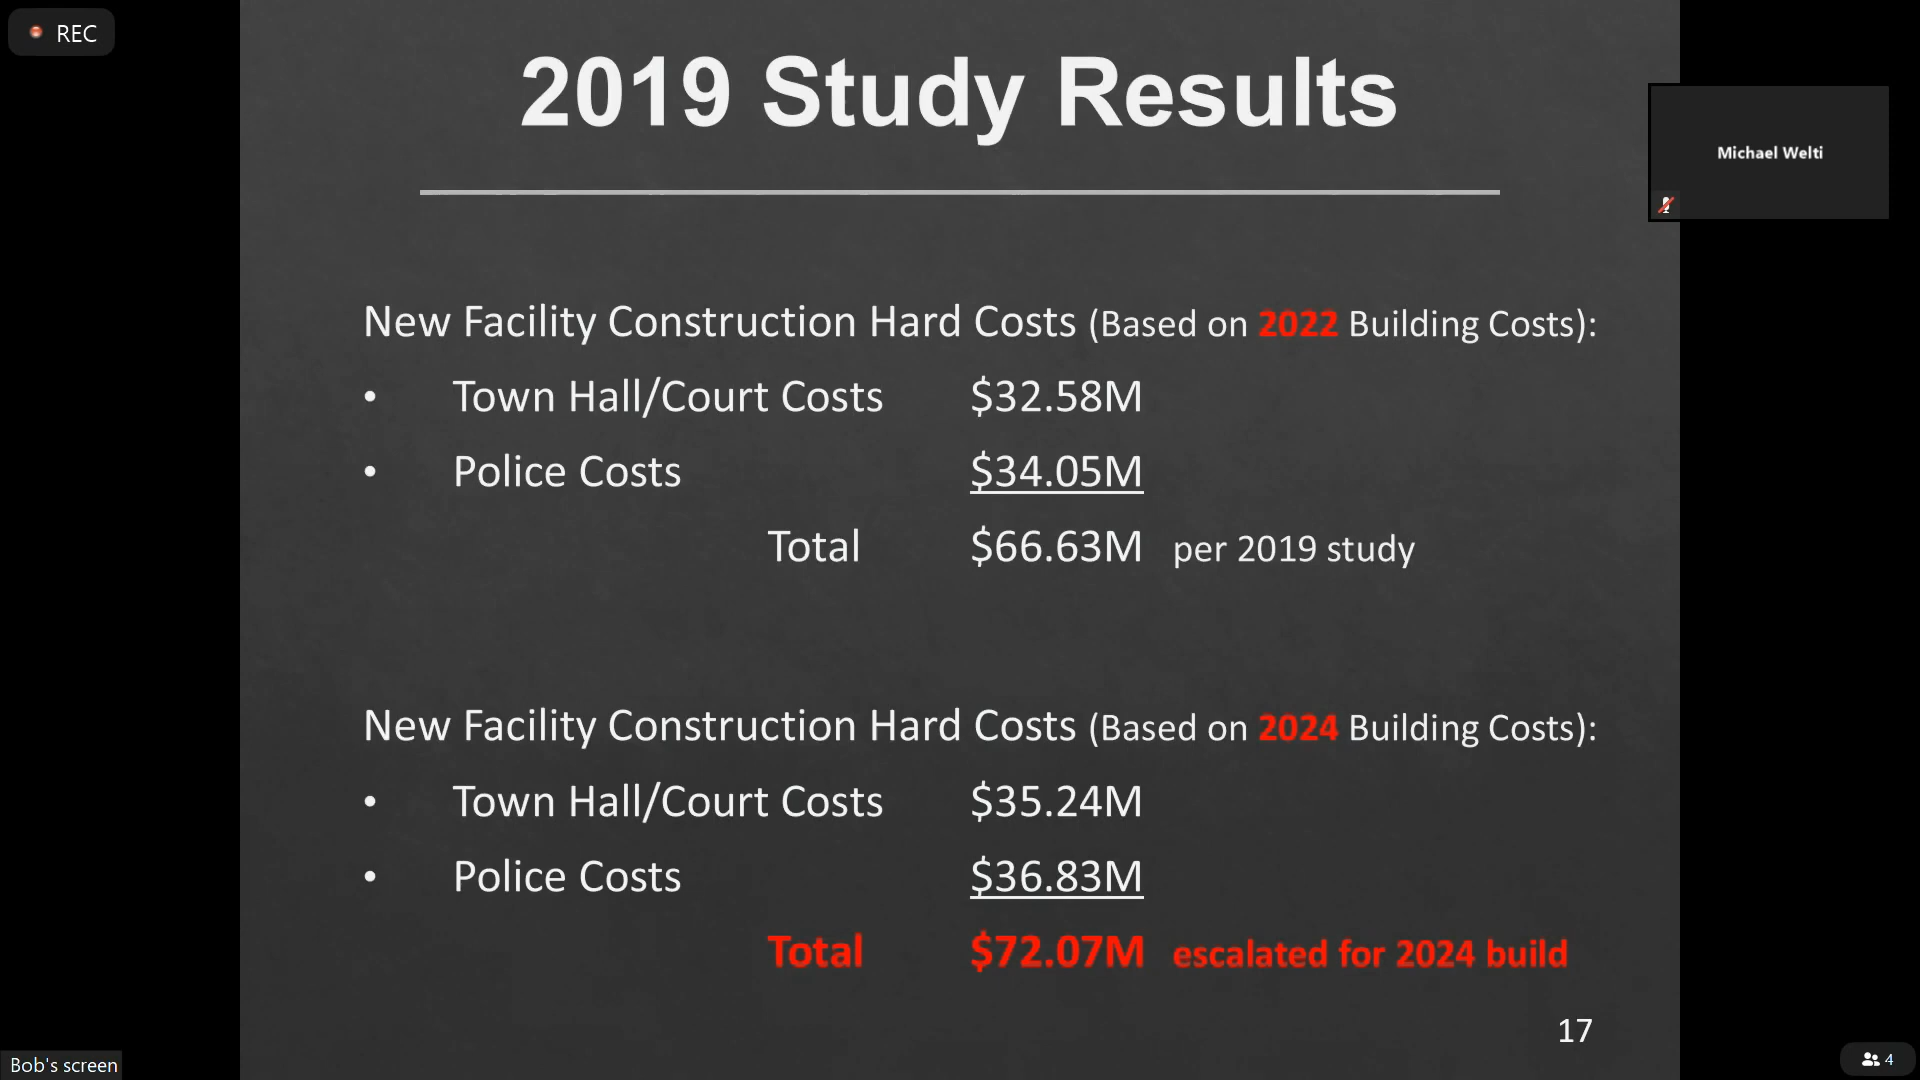 REC
2019 Study Results
Michael Welti
New Facility Construction Hard Costs (Based on 2022 Building Costs):
• Town Hall/Court Costs $32.58M
• Police Costs $34.05M
Total $66.63M per 2019 study
New Facility Construction Hard Costs (Based on 2024 Building Costs):
• Town Hall/Court Costs $35.24M
• Police Costs $36.83M
Total $72.07M escalated for 2024 build
17
Bob's screen
4